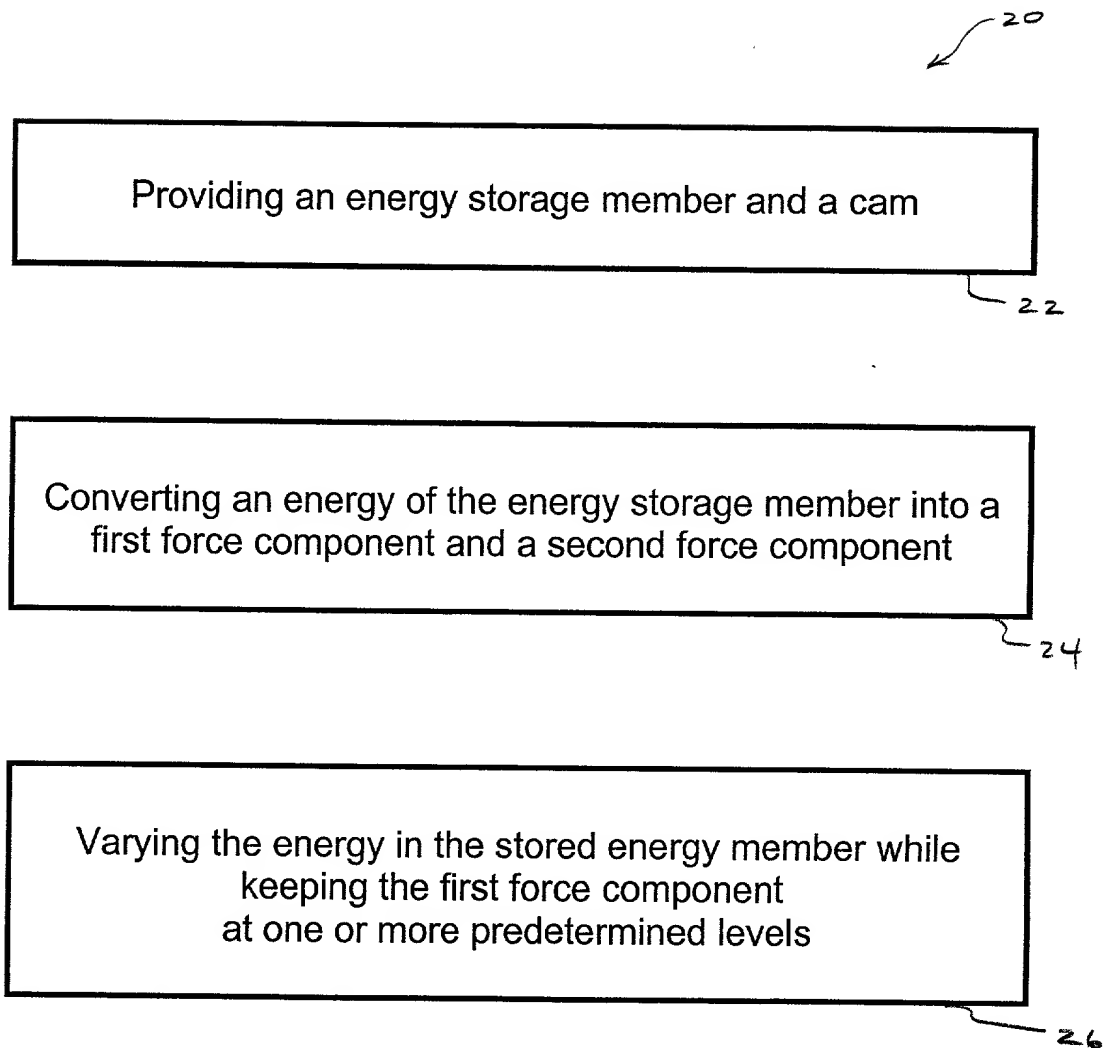 20
Providing an energy storage member and a cam
22
Converting an energy of the energy storage member into a
first force component and a second force component
24
Varying the energy in the stored energy member while
keeping the first force component
at one or more predetermined levels
26